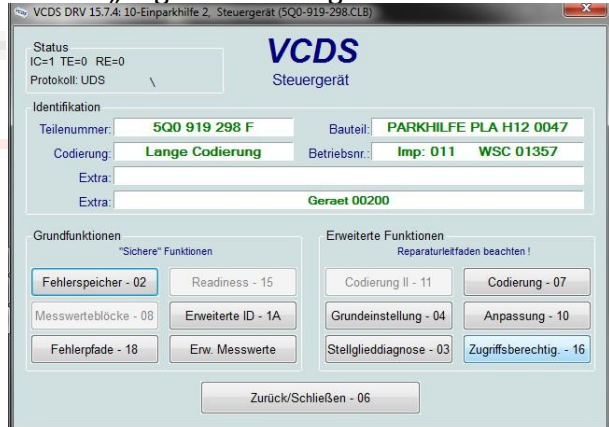 VCDS DRV 15.7.4: 10-Einparkhilfe 2, Steuergerät (5Q0-919-298.CLB)
Status
IC=1 TE=0 RE=0
Protokoll: UDS \
VCDS
Steuergerät
Identifikation
Teilenummer: 5Q0 919 298 F Bauteil: PARKHILFE PLA H12 0047
Codierung: Lange Codierung Betriebsnr.: Imp: 011 WSC 01357
Extra:
Extra: Geraet 00200
Grundfunktionen Erweiterte Funktionen
"Sichere" Funktionen Reparaturleitfaden beachten !
Fehlerspeicher - 02 Readiness - 15 Codierung II - 11 Codierung - 07
Messwerteblöcke - 08 Erweiterte ID - 1A Grundeinstellung - 04 Anpassung - 10
Fehlerpfade - 18 Erw. Messwerte Stellglieddiagnose - 03 Zugriffsberechtig. - 16
Zurück/Schließen - 06